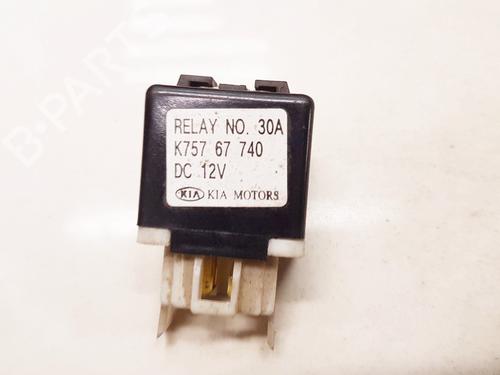 RELAY NO. 30A
K757 67 740
DC 12V
KIA KIA MOTORS
B-PARTS